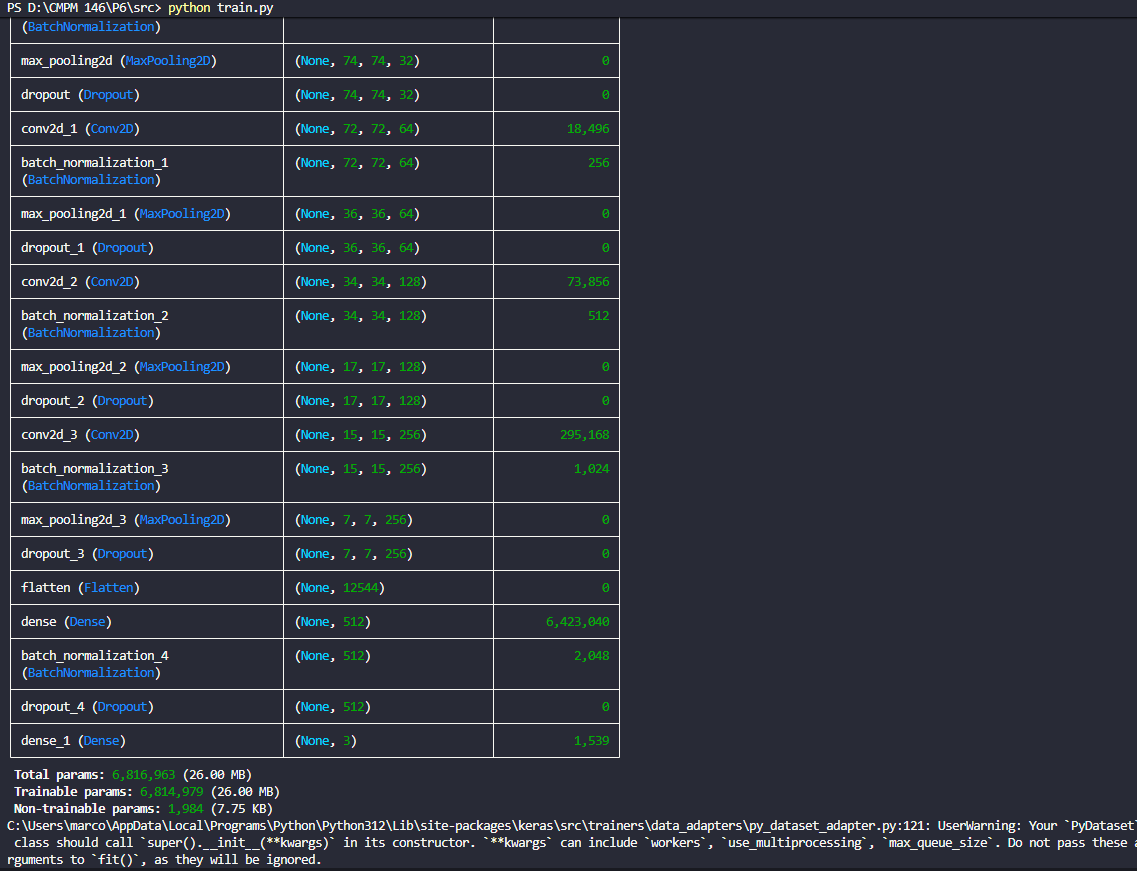 PS D:\CMPM 146\P6\src> python train.py
(BatchNormalization)
max_pooling2d (MaxPooling2D) (None, 74, 74, 32) 0
dropout (Dropout) (None, 74, 74, 32) 0
conv2d_1 (Conv2D) (None, 72, 72, 64) 18,496
batch_normalization_1 (None, 72, 72, 64) 256
(BatchNormalization)
max_pooling2d_1 (MaxPooling2D) (None, 36, 36, 64) 0
dropout_1 (Dropout) (None, 36, 36, 64) 0
conv2d_2 (Conv2D) (None, 34, 34, 128) 73,856
batch_normalization_2 (None, 34, 34, 128) 512
(BatchNormalization)
max_pooling2d_2 (MaxPooling2D) (None, 17, 17, 128) 0
dropout_2 (Dropout) (None, 17, 17, 128) 0
conv2d_3 (Conv2D) (None, 15, 15, 256) 295,168
batch_normalization_3 (None, 15, 15, 256) 1,024
(BatchNormalization)
max_pooling2d_3 (MaxPooling2D) (None, 7, 7, 256) 0
dropout_3 (Dropout) (None, 7, 7, 256) 0
flatten (Flatten) (None, 12544) 0
dense (Dense) (None, 512) 6,423,040
batch_normalization_4 (None, 512) 2,048
(BatchNormalization)
dropout_4 (Dropout) (None, 512) 0
dense_1 (Dense) (None, 3) 1,539
Total params: 6,816,963 (26.00 MB)
Trainable params: 6,814,979 (26.00 MB)
Non-trainable params: 1,984 (7.75 KB)
C:\Users\marco\AppData\Local\Programs\Python\Python312\Lib\site-packages\keras\src\trainers\data_adapters\py_dataset_adapter.py:121: UserWarning: Your `PyDataset`
class should call `super().__init__(**kwargs)` in its constructor. `**kwargs` can include `workers`, `use_multiprocessing`, `max_queue_size`. Do not pass these a
rguments to `fit()`, as they will be ignored.